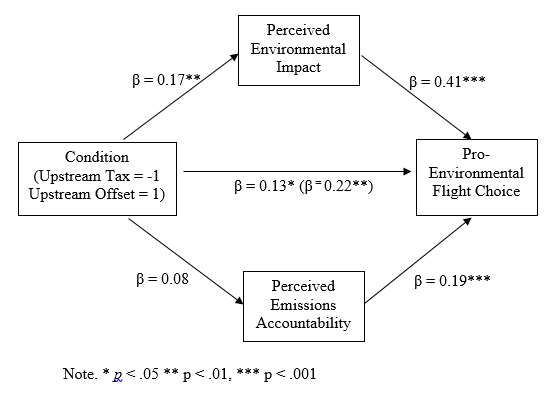 Perceived
Environmental
Impact
β = 0.17**
β = 0.41***
Condition
(Upstream Tax = -1
Upstream Offset = 1)
β = 0.13* (β=0.22**)
Pro-
Environmental
Flight Choice
β = 0.08
Perceived
Emissions
Accountability
β = 0.19***
Note. * p < .05 ** p < .01, *** p < .001